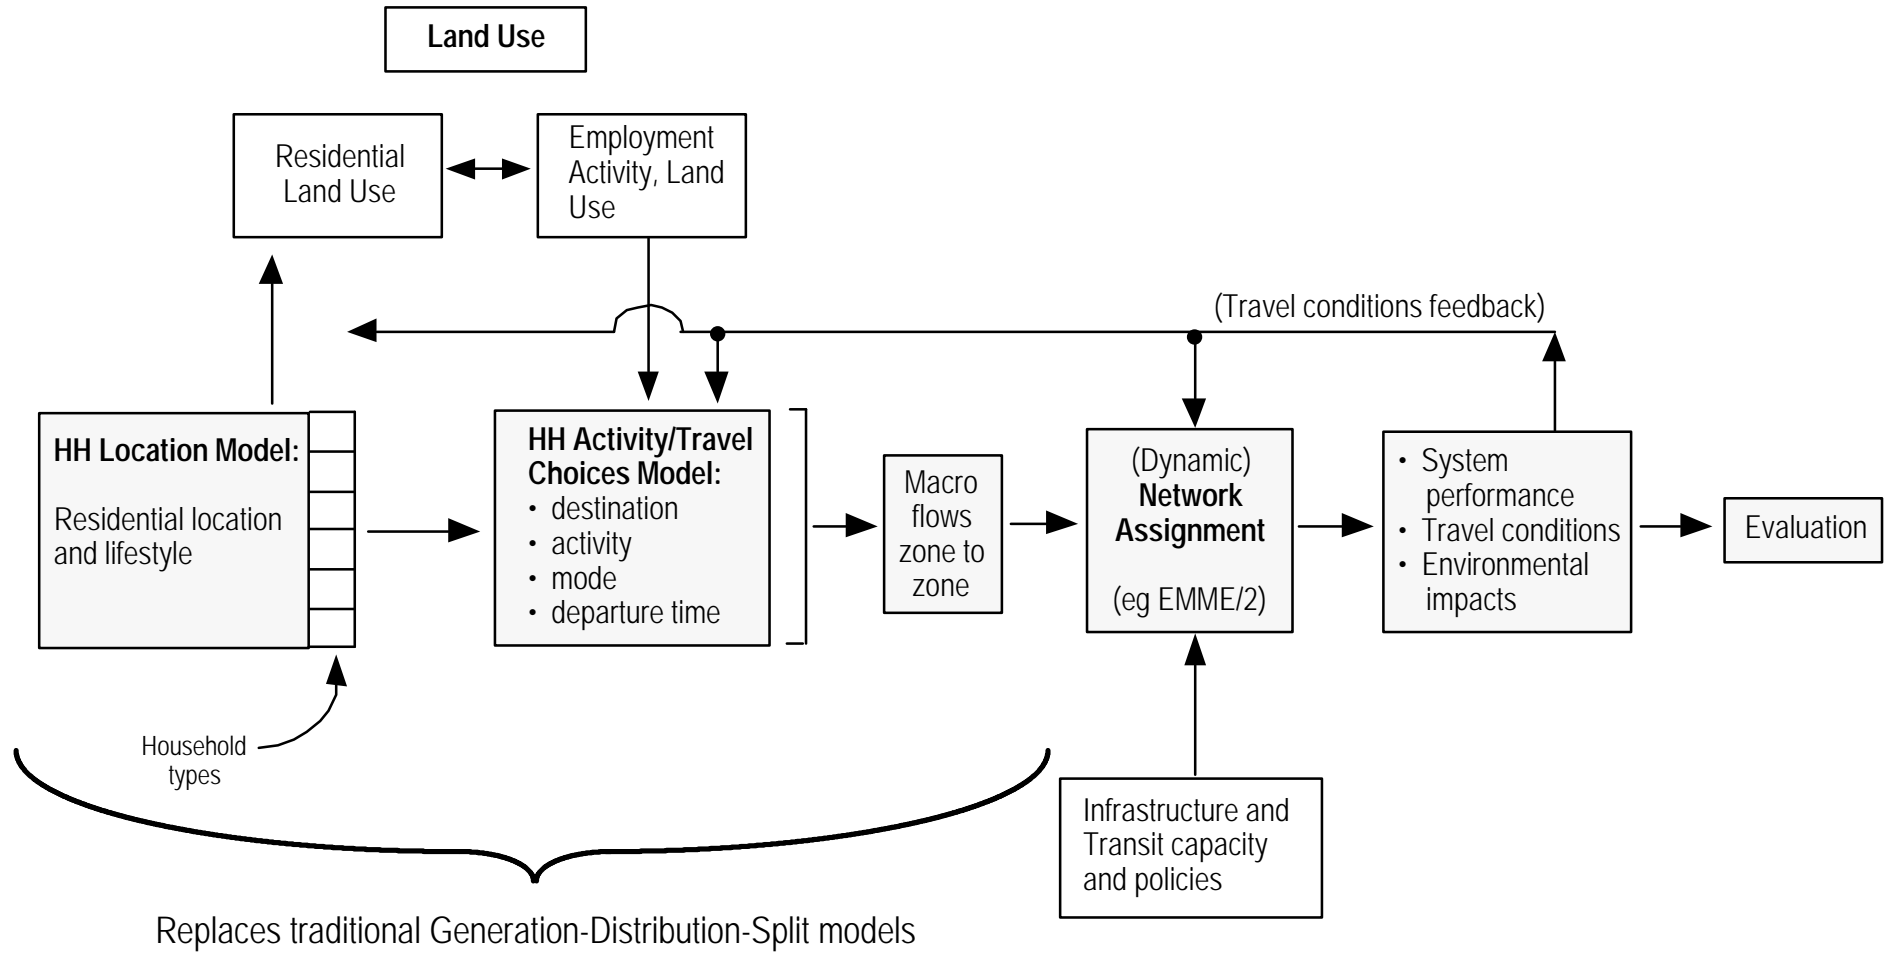 Land Use
Residential
Land Use
Employment
Activity, Land
Use
(Travel conditions feedback)
HH Location Model:
Residential location
and lifestyle
HH Activity/Travel
Choices Model:
• destination
• activity
• mode
• departure time
Macro
flows
zone to
zone
(Dynamic)
Network
Assignment
(eg EMME/2)
• System
performance
• Travel conditions
• Environmental
impacts
Evaluation
Household
types
Infrastructure and
Transit capacity
and policies
Replaces traditional Generation-Distribution-Split models